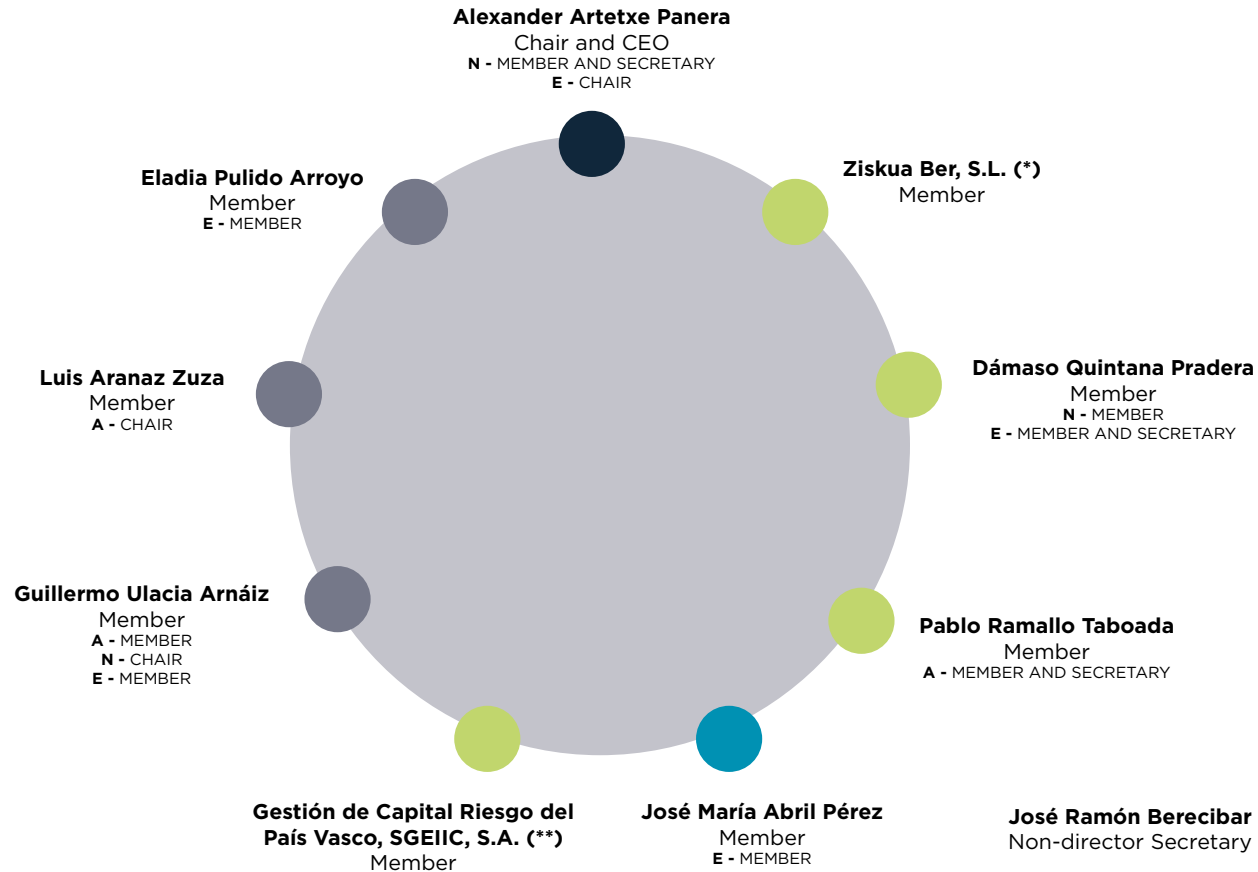 Alexander Artetxe Panera
Chair and CEO
N - MEMBER AND SECRETARY
E - CHAIR
Ziskua Ber, S.L. (*)
Member
Eladia Pulido Arroyo
Member
E - MEMBER
Dámaso Quintana Pradera
Member
N - MEMBER
E - MEMBER AND SECRETARY
Luis Aranaz Zuza
Member
A - CHAIR
Guillermo Ulacia Arnáiz
Member
A - MEMBER
N - CHAIR
E - MEMBER
Pablo Ramallo Taboada
Member
A - MEMBER AND SECRETARY
Gestión de Capital Riesgo del
País Vasco, SGEIIC, S.A. (**)
Member
José María Abril Pérez
Member
E - MEMBER
José Ramón Berecibar
Non-director Secretary